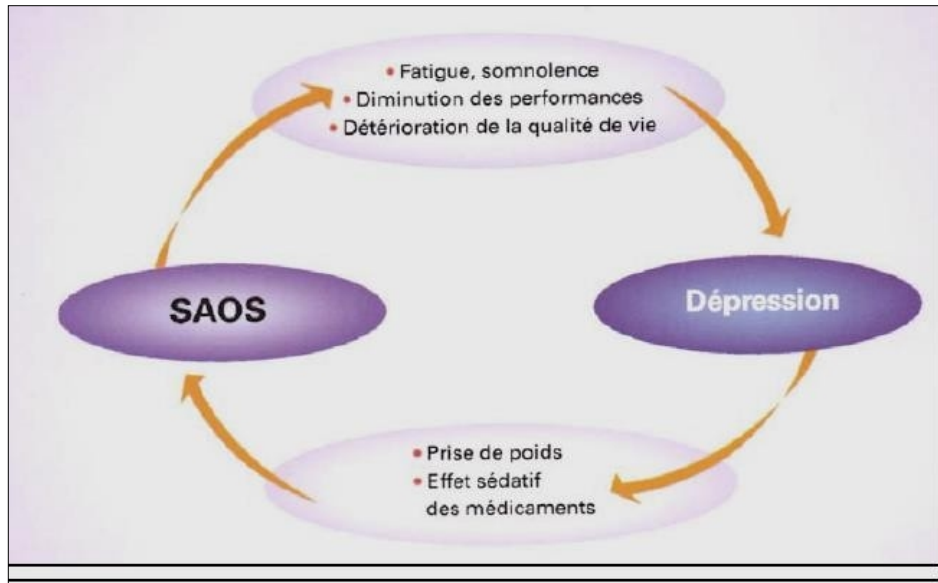 • Fatigue, somnolence
• Diminution des performances
• Détérioration de la qualité de vie
SAOS
Dépression
• Prise de poids
• Effet sédatif
des médicaments